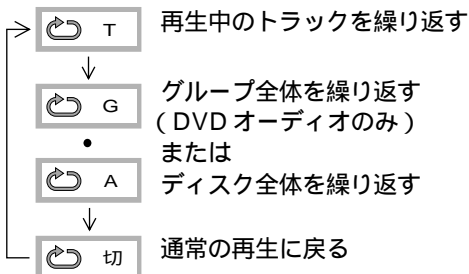 T 再生中のトラックを繰り返す
G グループ全体を繰り返す
(DVDオーディオのみ)
または
A ディスク全体を繰り返す
切 通常の再生に戻る